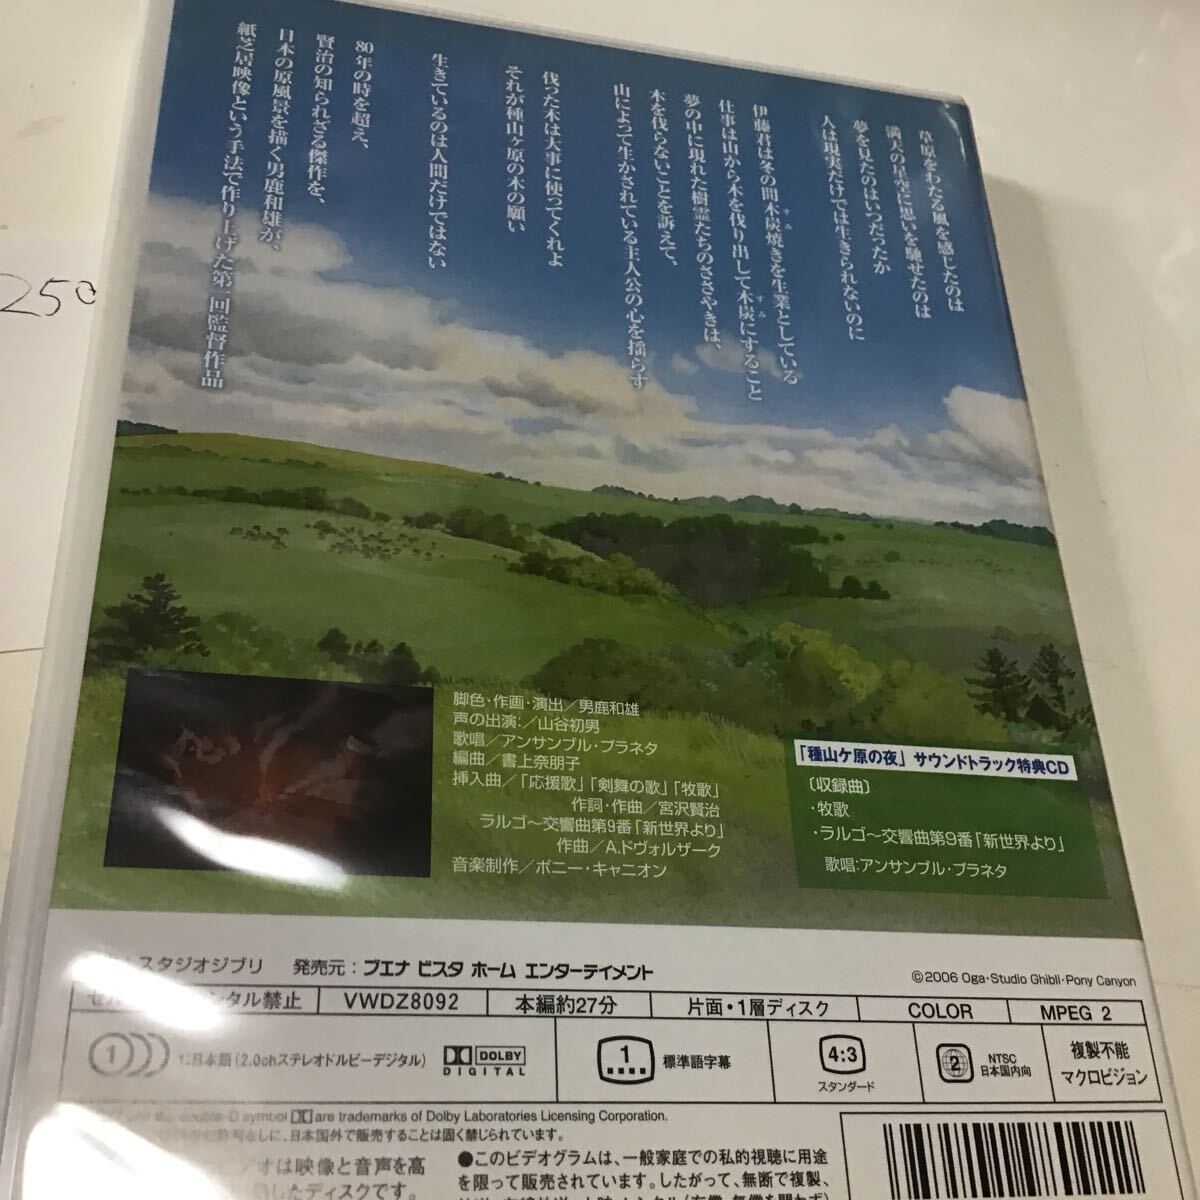 草原をわたる風を感じたのは
満天の星空に思いを馳せたのは
夢を見たのはいつだったか
人は現実だけでは生きられないのに
伊藤君は冬の間木炭焼きを生業としている
すみ
仕事は山から木を伐り出して木炭にすること
すみ
夢の中に現れた樹霊たちのささやきは、
木を伐らないことを訴えて、
山によって生かされている主人公の心を揺らす
伐った木は大事に使ってくれよ
それが種山ヶ原の木の願い
生きているのは人間だけではない
80年の時を超え、
賢治の知られざる傑作を、
日本の原風景を描く男鹿和雄が、
紙芝居映像という手法で作り上げた第一回監督作品
250
脚色・作画・演出／男鹿和雄
声の出演:／山谷初男
歌唱／アンサンブル・プラネタ
編曲／書上奈朋子
挿入曲／「応援歌」「剣舞の歌」「牧歌」
作詞・作曲／宮沢賢治
ラルゴ〜交響曲第9番「新世界より」
作曲／A.ドヴォルザーク
音楽制作／ポニー・キャニオン
「種山ケ原の夜」サウンドトラック特典CD
〔収録曲〕
・牧歌
・ラルゴ〜交響曲第9番「新世界より」
歌唱:アンサンブル・プラネタ
スタジオジブリ 発売元：ブエナ ビスタ ホーム エンターテイメント
©2006 Oga・Studio Ghibli・Pony Canyon
ンタル禁止 VWDZ8092 本編約27分 片面・1層ディスク COLOR MPEG 2
1 1:日本語(2.0chステレオドルビーデジタル) DOLBY DIGITAL 1 標準語字幕 4:3 スタンダード 2 NTSC 日本国内向 複製不能 マクロビジョン
the double-D symbol are trademarks of Dolby Laboratories Licensing Corporation.
なしに、日本国外で販売することは固く禁じられています。
デオは映像と音声を高
したディスクです。
●このビデオグラムは、一般家庭での私的視聴に用途
を限って販売されています。したがって、無断で複製、